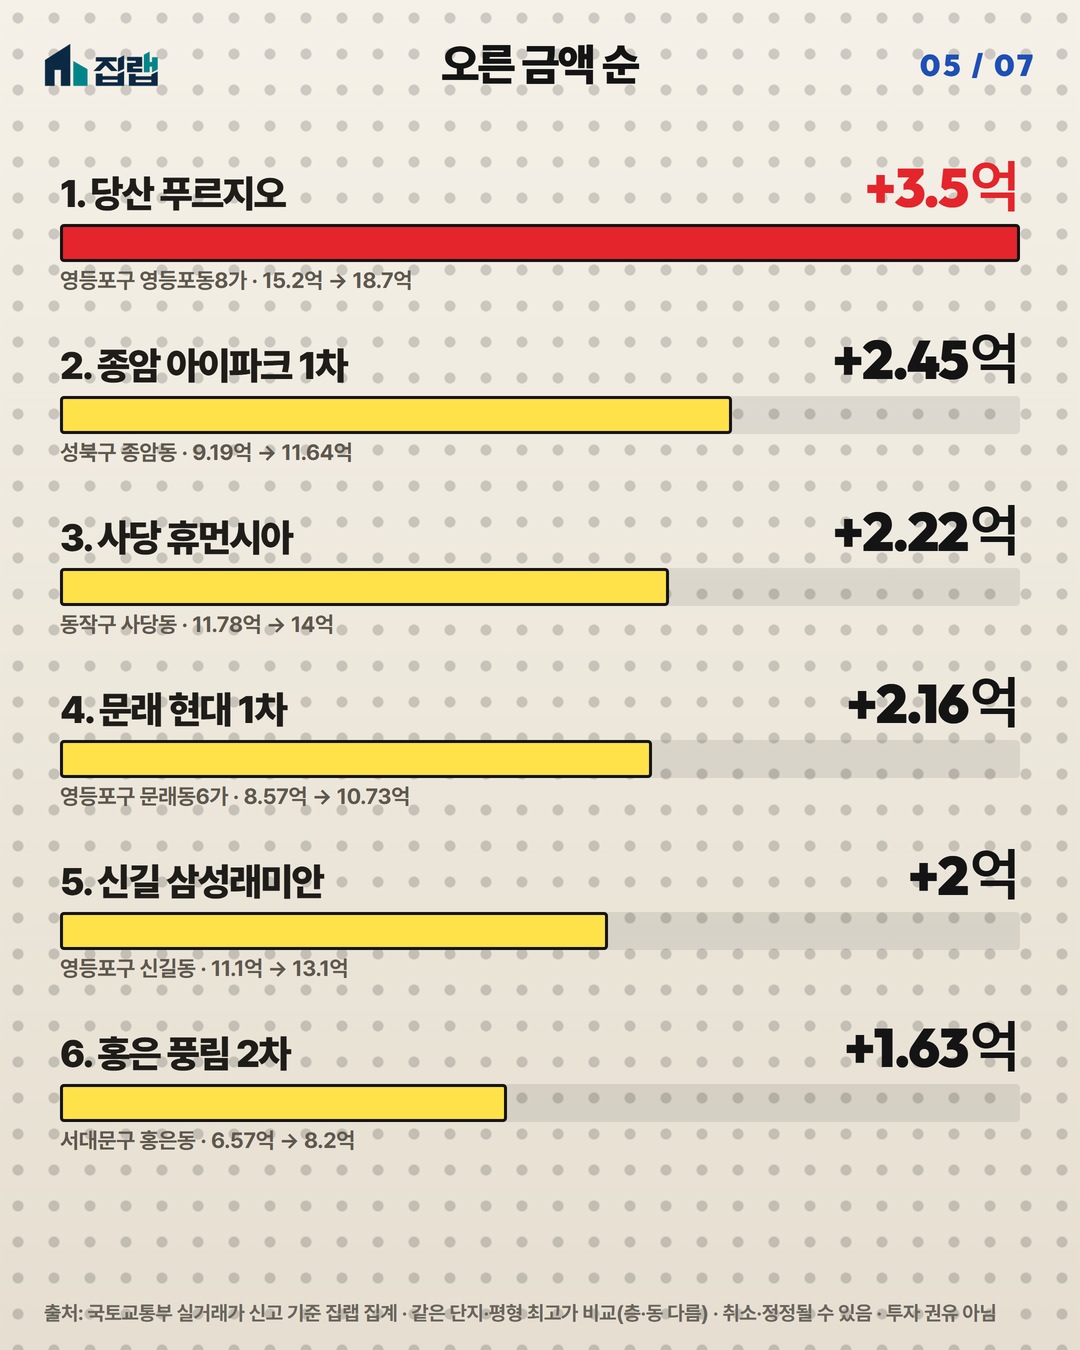 집랩
오른 금액 순
05 / 07
1. 당산 푸르지오
+3.5억
영등포구 영등포동8가 · 15.2억 → 18.7억
2. 종암 아이파크 1차
+2.45억
성북구 종암동 · 9.19억 → 11.64억
3. 사당 휴먼시아
+2.22억
동작구 사당동 · 11.78억 → 14억
4. 문래 현대 1차
+2.16억
영등포구 문래동6가 · 8.57억 → 10.73억
5. 신길 삼성래미안
+2억
영등포구 신길동 · 11.1억 → 13.1억
6. 홍은 풍림 2차
+1.63억
서대문구 홍은동 · 6.57억 → 8.2억
출처: 국토교통부 실거래가 신고 기준 집랩 집계 · 같은 단지·평형 최고가 비교(층·동 다름) · 취소·정정될 수 있음 · 투자 권유 아님